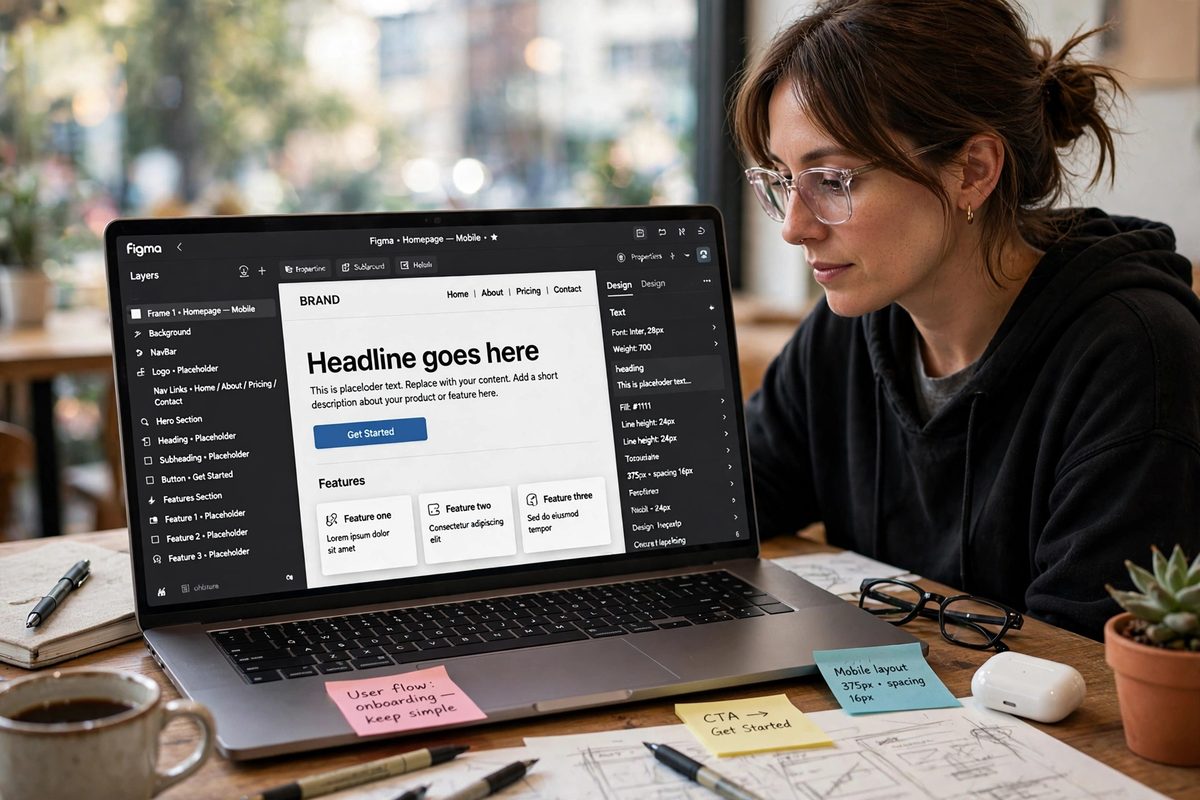 Figma
Figma • Homepage — Mobile •
Layers
Properties
Frame 1 • Homepage — Mobile
Background
NavBar
Logo • Placeholder
Nav Links • Home / About / Pricing /
Contact
Hero Section
Heading • Placeholder
Subheading • Placeholder
Button • Get Started
Features Section
Feature 1 • Placeholder
Feature 2 • Placeholder
Feature 3 • Placeholder
BRAND
Home | About | Pricing | Contact
Headline goes here
This is placeloder text. Replace with your content. Add a short
description about your product or feature here.
Get Started
Features
Feature one
Lorem ipsum dolor
sit amet
Feature two
Consectetur adipiscing
elit
Feature three
Sed do eiusmod
tempor
Design Design
Text
Font: Inter, 28px
Weight: 700
heading
This is placeloder text...
Fill: #1111
Line height: 24px
Line height: 24px
375px • spacing 16px
Design
User flow:
onboarding —
keep simple
CTA →
Get Started
Mobile layout
375px • spacing
16px